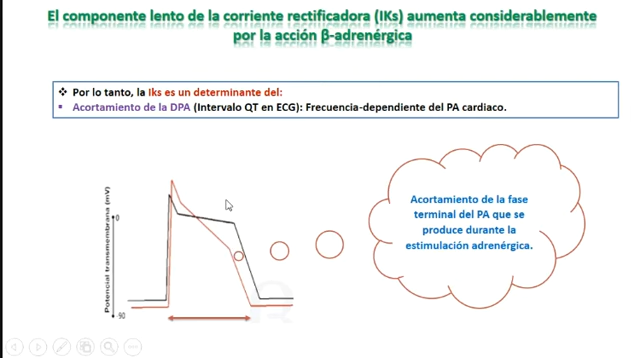 El componente lento de la corriente rectificadora (IKs) aumenta considerablemente
por la acción β-adrenérgica
❖ Por lo tanto, la Iks es un determinante del:
▪ Acortamiento de la DPA (Intervalo QT en ECG): Frecuencia-dependiente del PA cardiaco.
Potencial transmembrana (mV)
0
-90
Acortamiento de la fase
terminal del PA que se
produce durante la
estimulación adrenérgica.